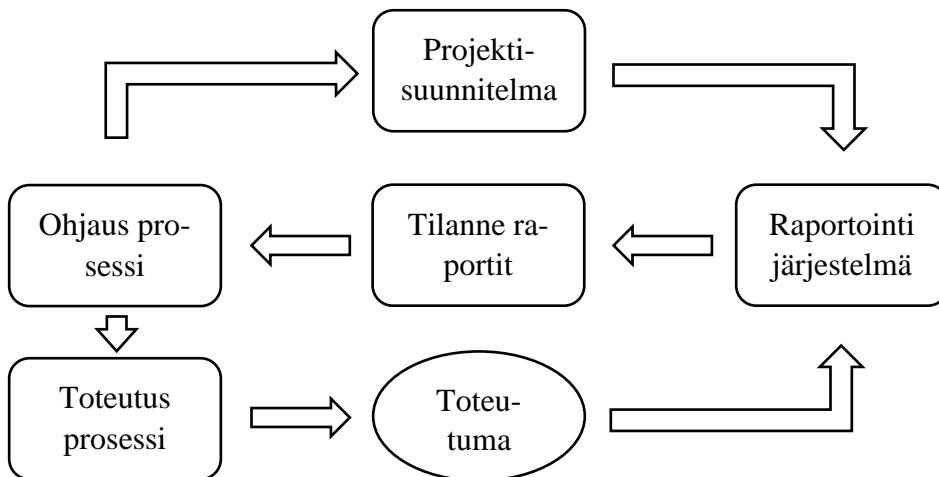 Projekti-
suunnitelma
Ohjaus pro-
sessi
Tilanne ra-
portit
Raportointi
järjestelmä
Toteutus
prosessi
Toteu-
tuma